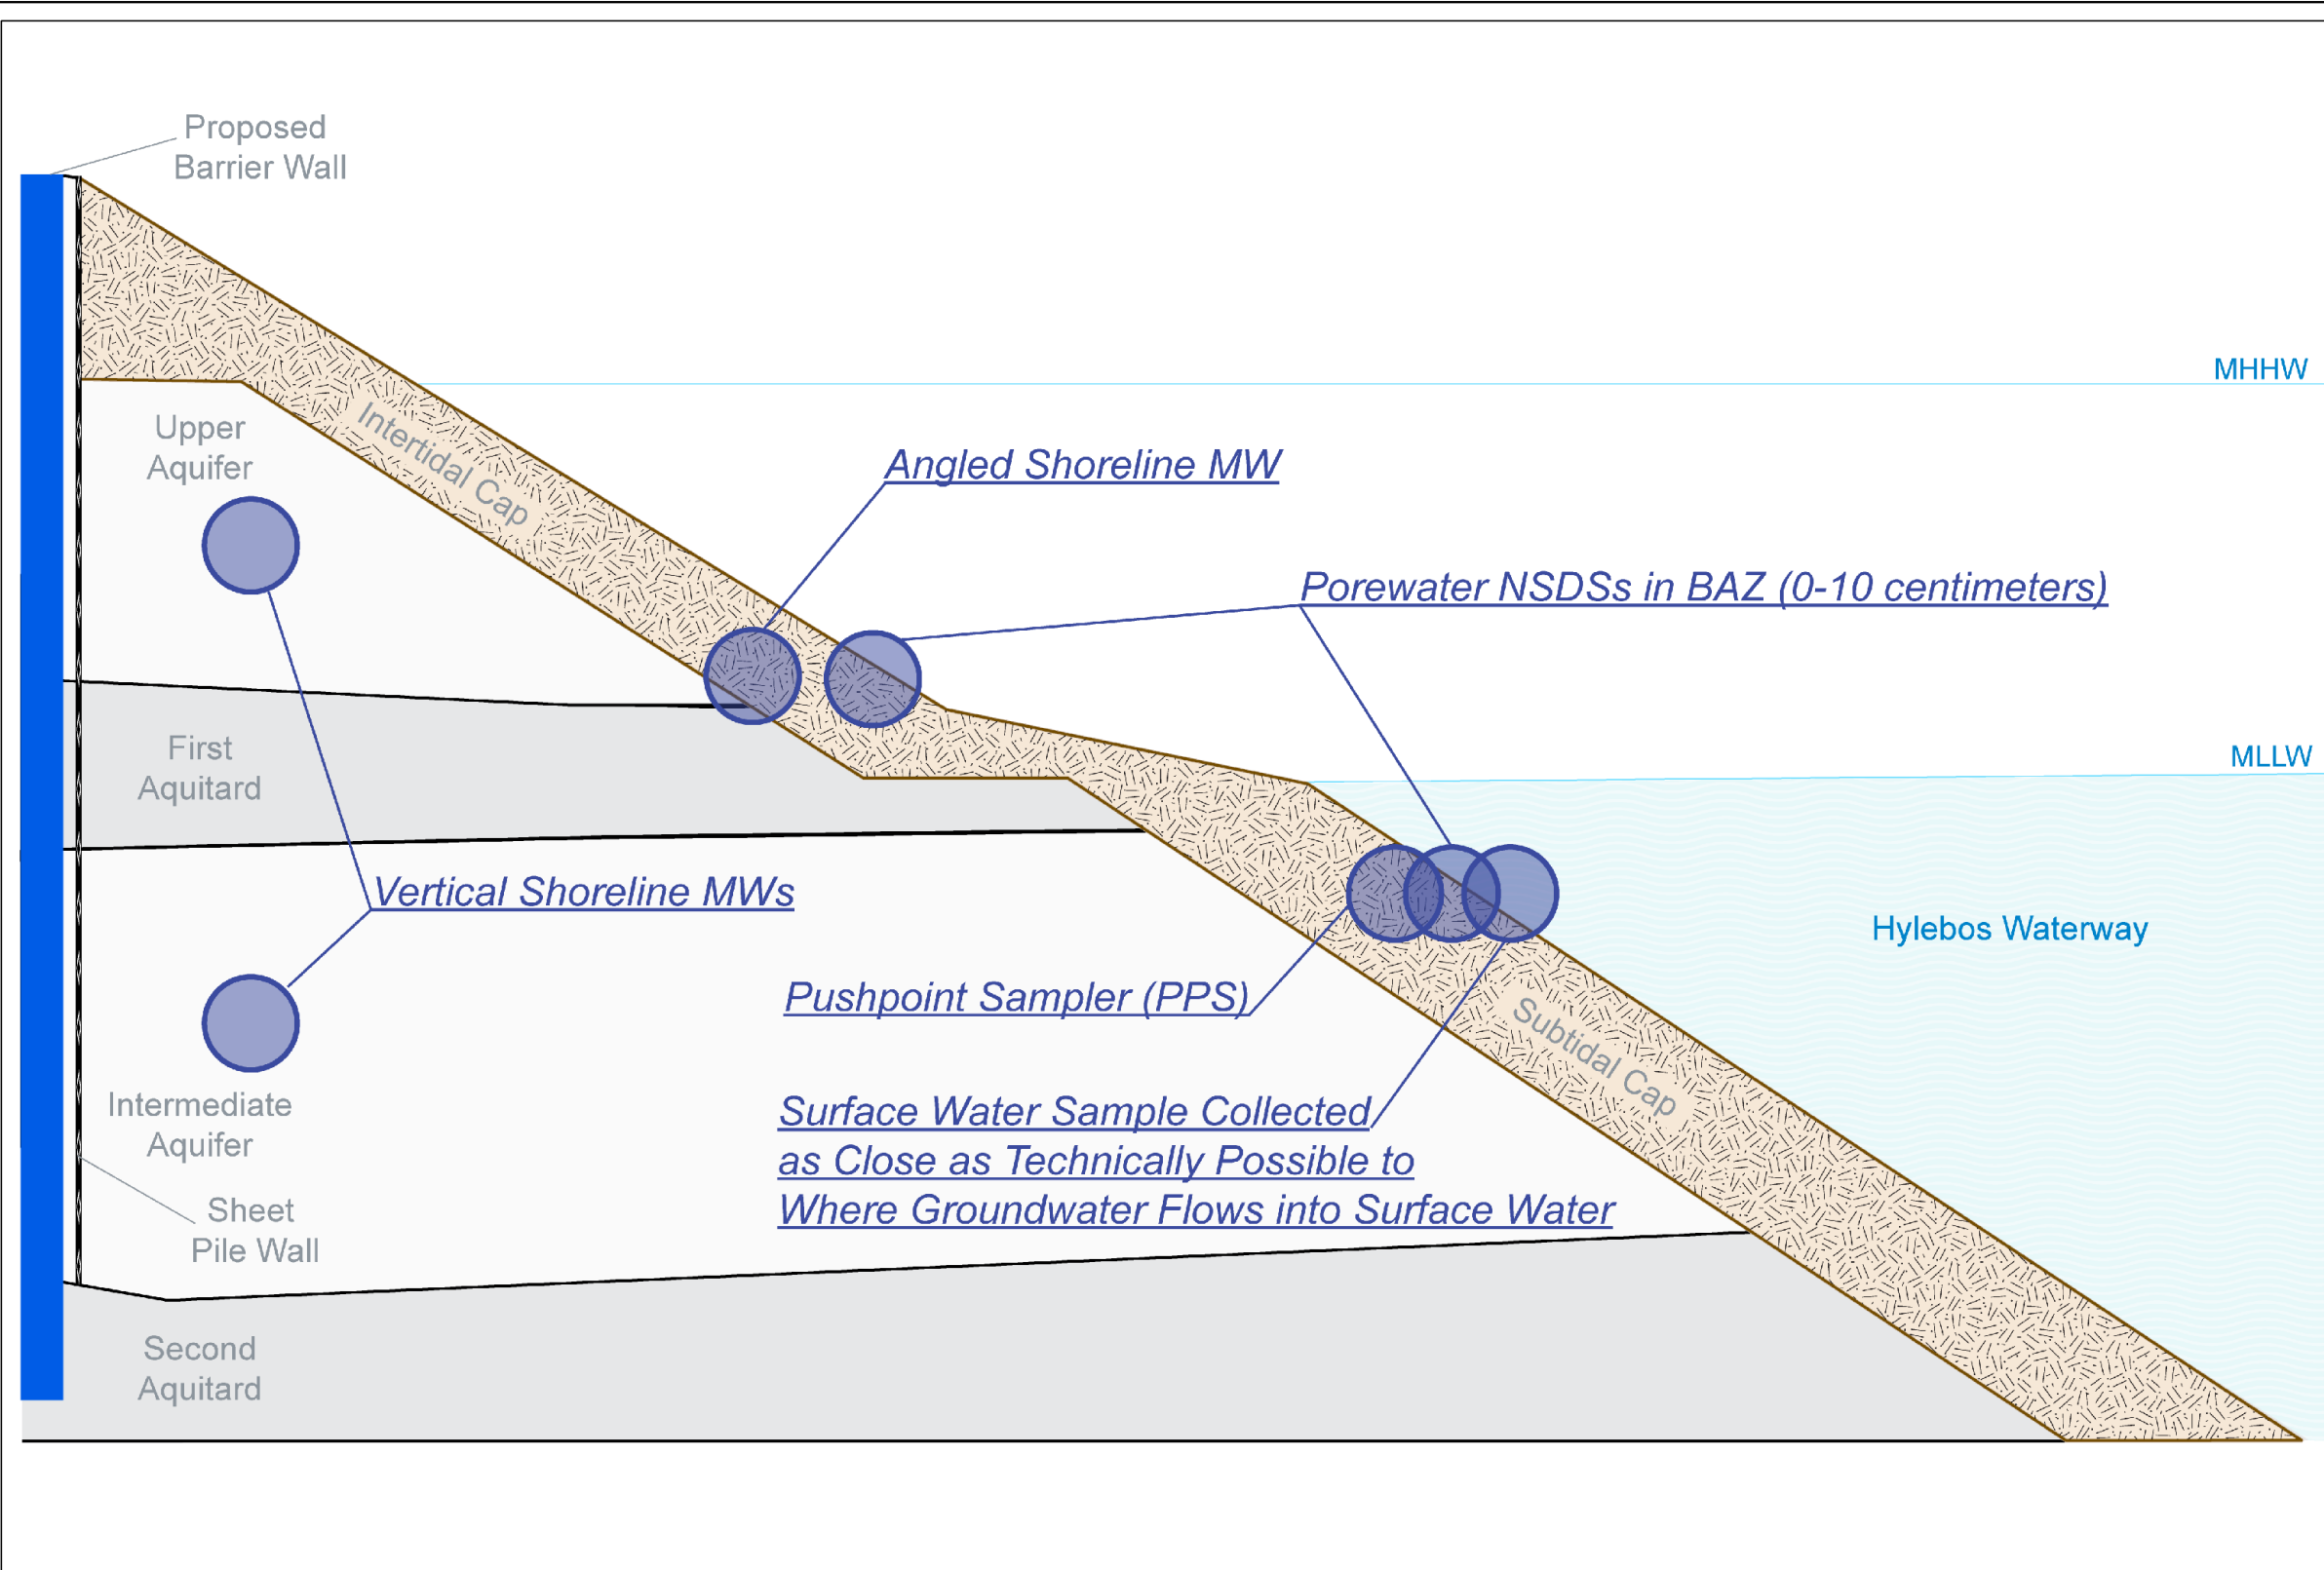 Proposed
Barrier Wall
MHHW
Upper
Aquifer
Intertidal Cap
Angled Shoreline MW
Porewater NSDSs in BAZ (0-10 centimeters)
First
Aquitard
MLLW
Vertical Shoreline MWs
Hylebos Waterway
Pushpoint Sampler (PPS)
Subtidal Cap
Intermediate
Aquifer
Surface Water Sample Collected
as Close as Technically Possible to
Where Groundwater Flows into Surface Water
Sheet
Pile Wall
Second
Aquitard